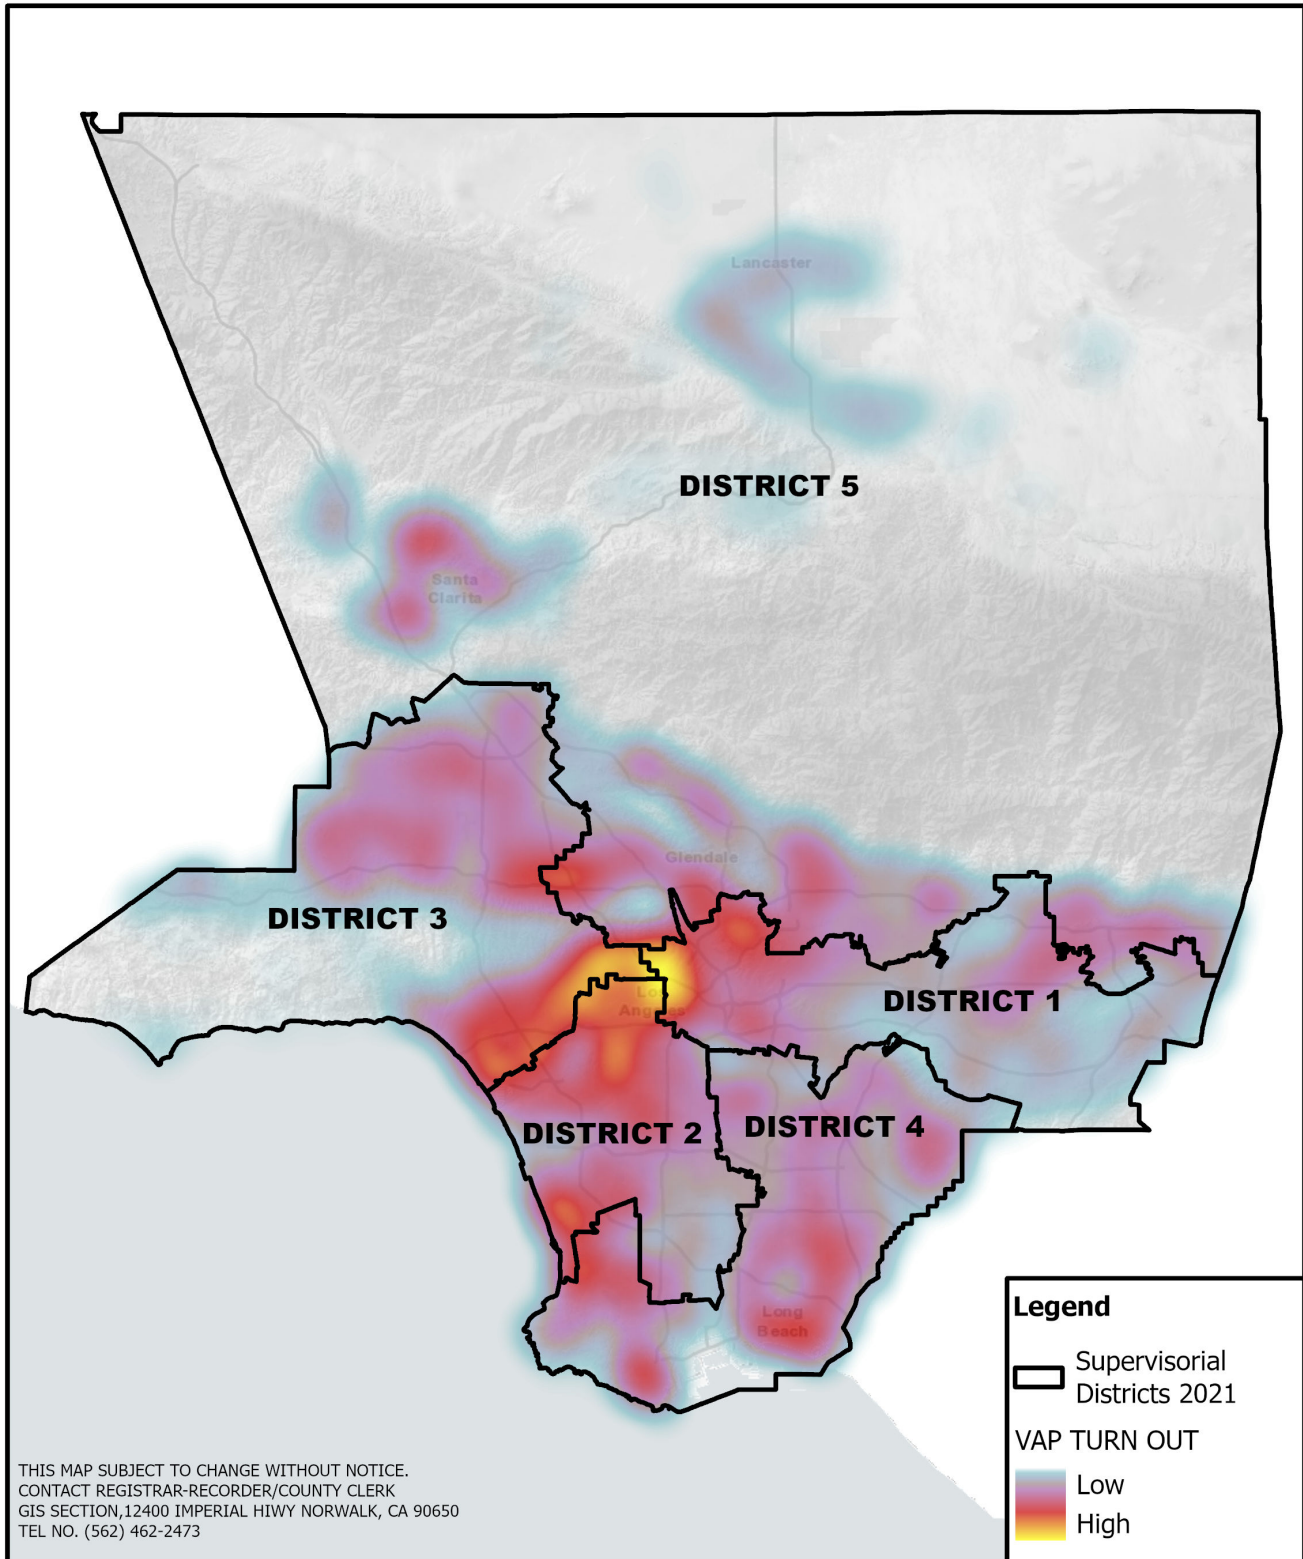 Lancaster
DISTRICT 5
Santa
Clarita
Glendale
DISTRICT 3
Los
Angeles
DISTRICT 1
DISTRICT 2
DISTRICT 4
Long
Beach
Legend
Supervisorial
Districts 2021
VAP TURN OUT
Low
High
THIS MAP SUBJECT TO CHANGE WITHOUT NOTICE.
CONTACT REGISTRAR-RECORDER/COUNTY CLERK
GIS SECTION,12400 IMPERIAL HIWY NORWALK, CA 90650
TEL NO. (562) 462-2473